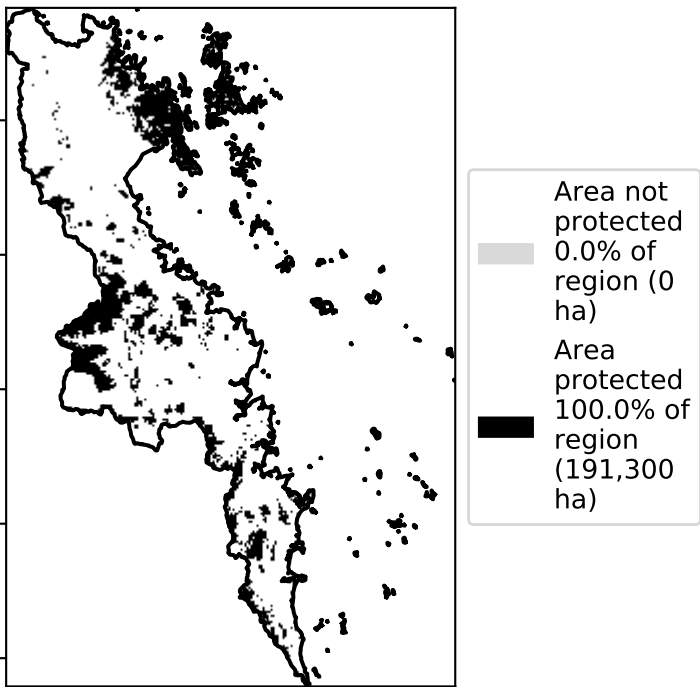 Area not
protected
0.0% of
region (0
ha)
Area
protected
100.0% of
region
(191,300
ha)